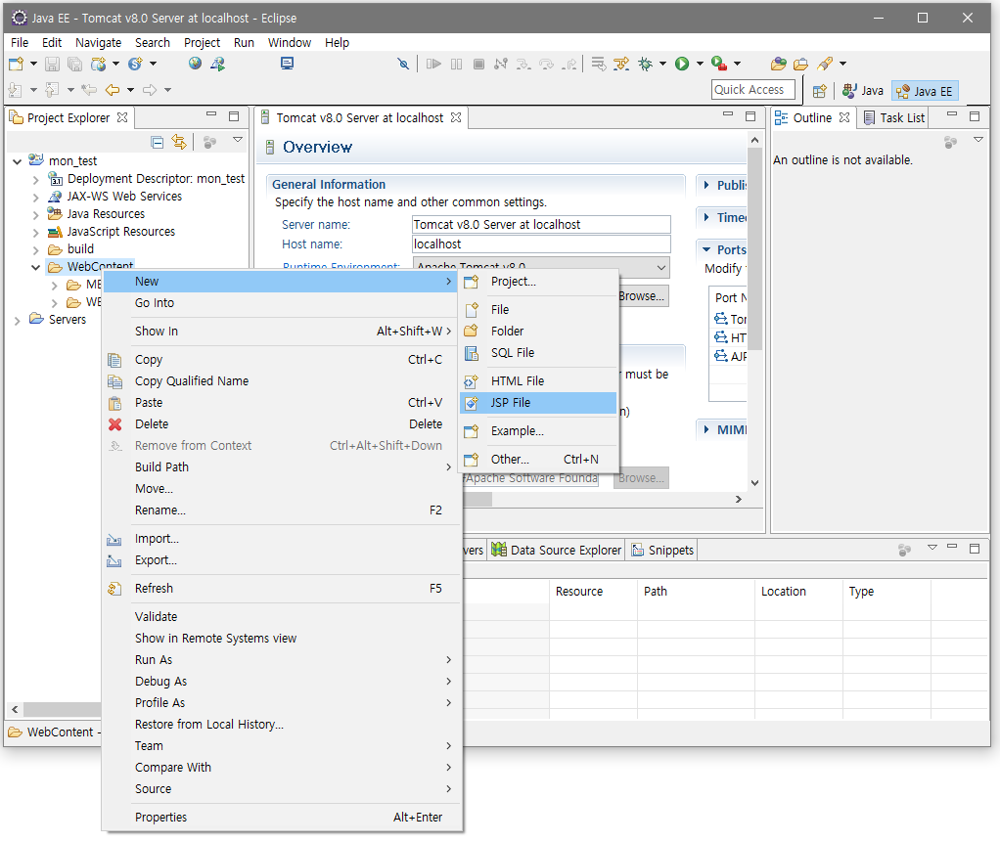 Java EE - Tomcat v8.0 Server at localhost - Eclipse
File Edit Navigate Search Project Run Window Help
Quick Access
Java
Java EE
Project Explorer
Tomcat v8.0 Server at localhost
Outline
Task List
An outline is not available.
mon_test
Deployment Descriptor: mon_test
JAX-WS Web Services
Java Resources
JavaScript Resources
build
WebContent
ME
WE
Servers
Overview
General Information
Specify the host name and other common settings.
Server name:
Tomcat v8.0 Server at localhost
Host name:
localhost
Runtime Environment:
Apache Tomcat v8.0
Browse...
r must be
n)
/Apache Software Founda
Browse...
Publi
Time
Ports
Modify
Port N
Tor
HT
AJP
MIMI
New
Go Into
Show In Alt+Shift+W
Copy Ctrl+C
Copy Qualified Name
Paste Ctrl+V
Delete Delete
Remove from Context Ctrl+Alt+Shift+Down
Build Path
Move...
Rename... F2
Import...
Export...
Refresh F5
Validate
Show in Remote Systems view
Run As
Debug As
Profile As
Restore from Local History...
Team
Compare With
Source
Properties Alt+Enter
Project...
File
Folder
SQL File
HTML File
JSP File
Example...
Other... Ctrl+N
vers
Data Source Explorer
Snippets
Resource Path Location Type
WebContent -